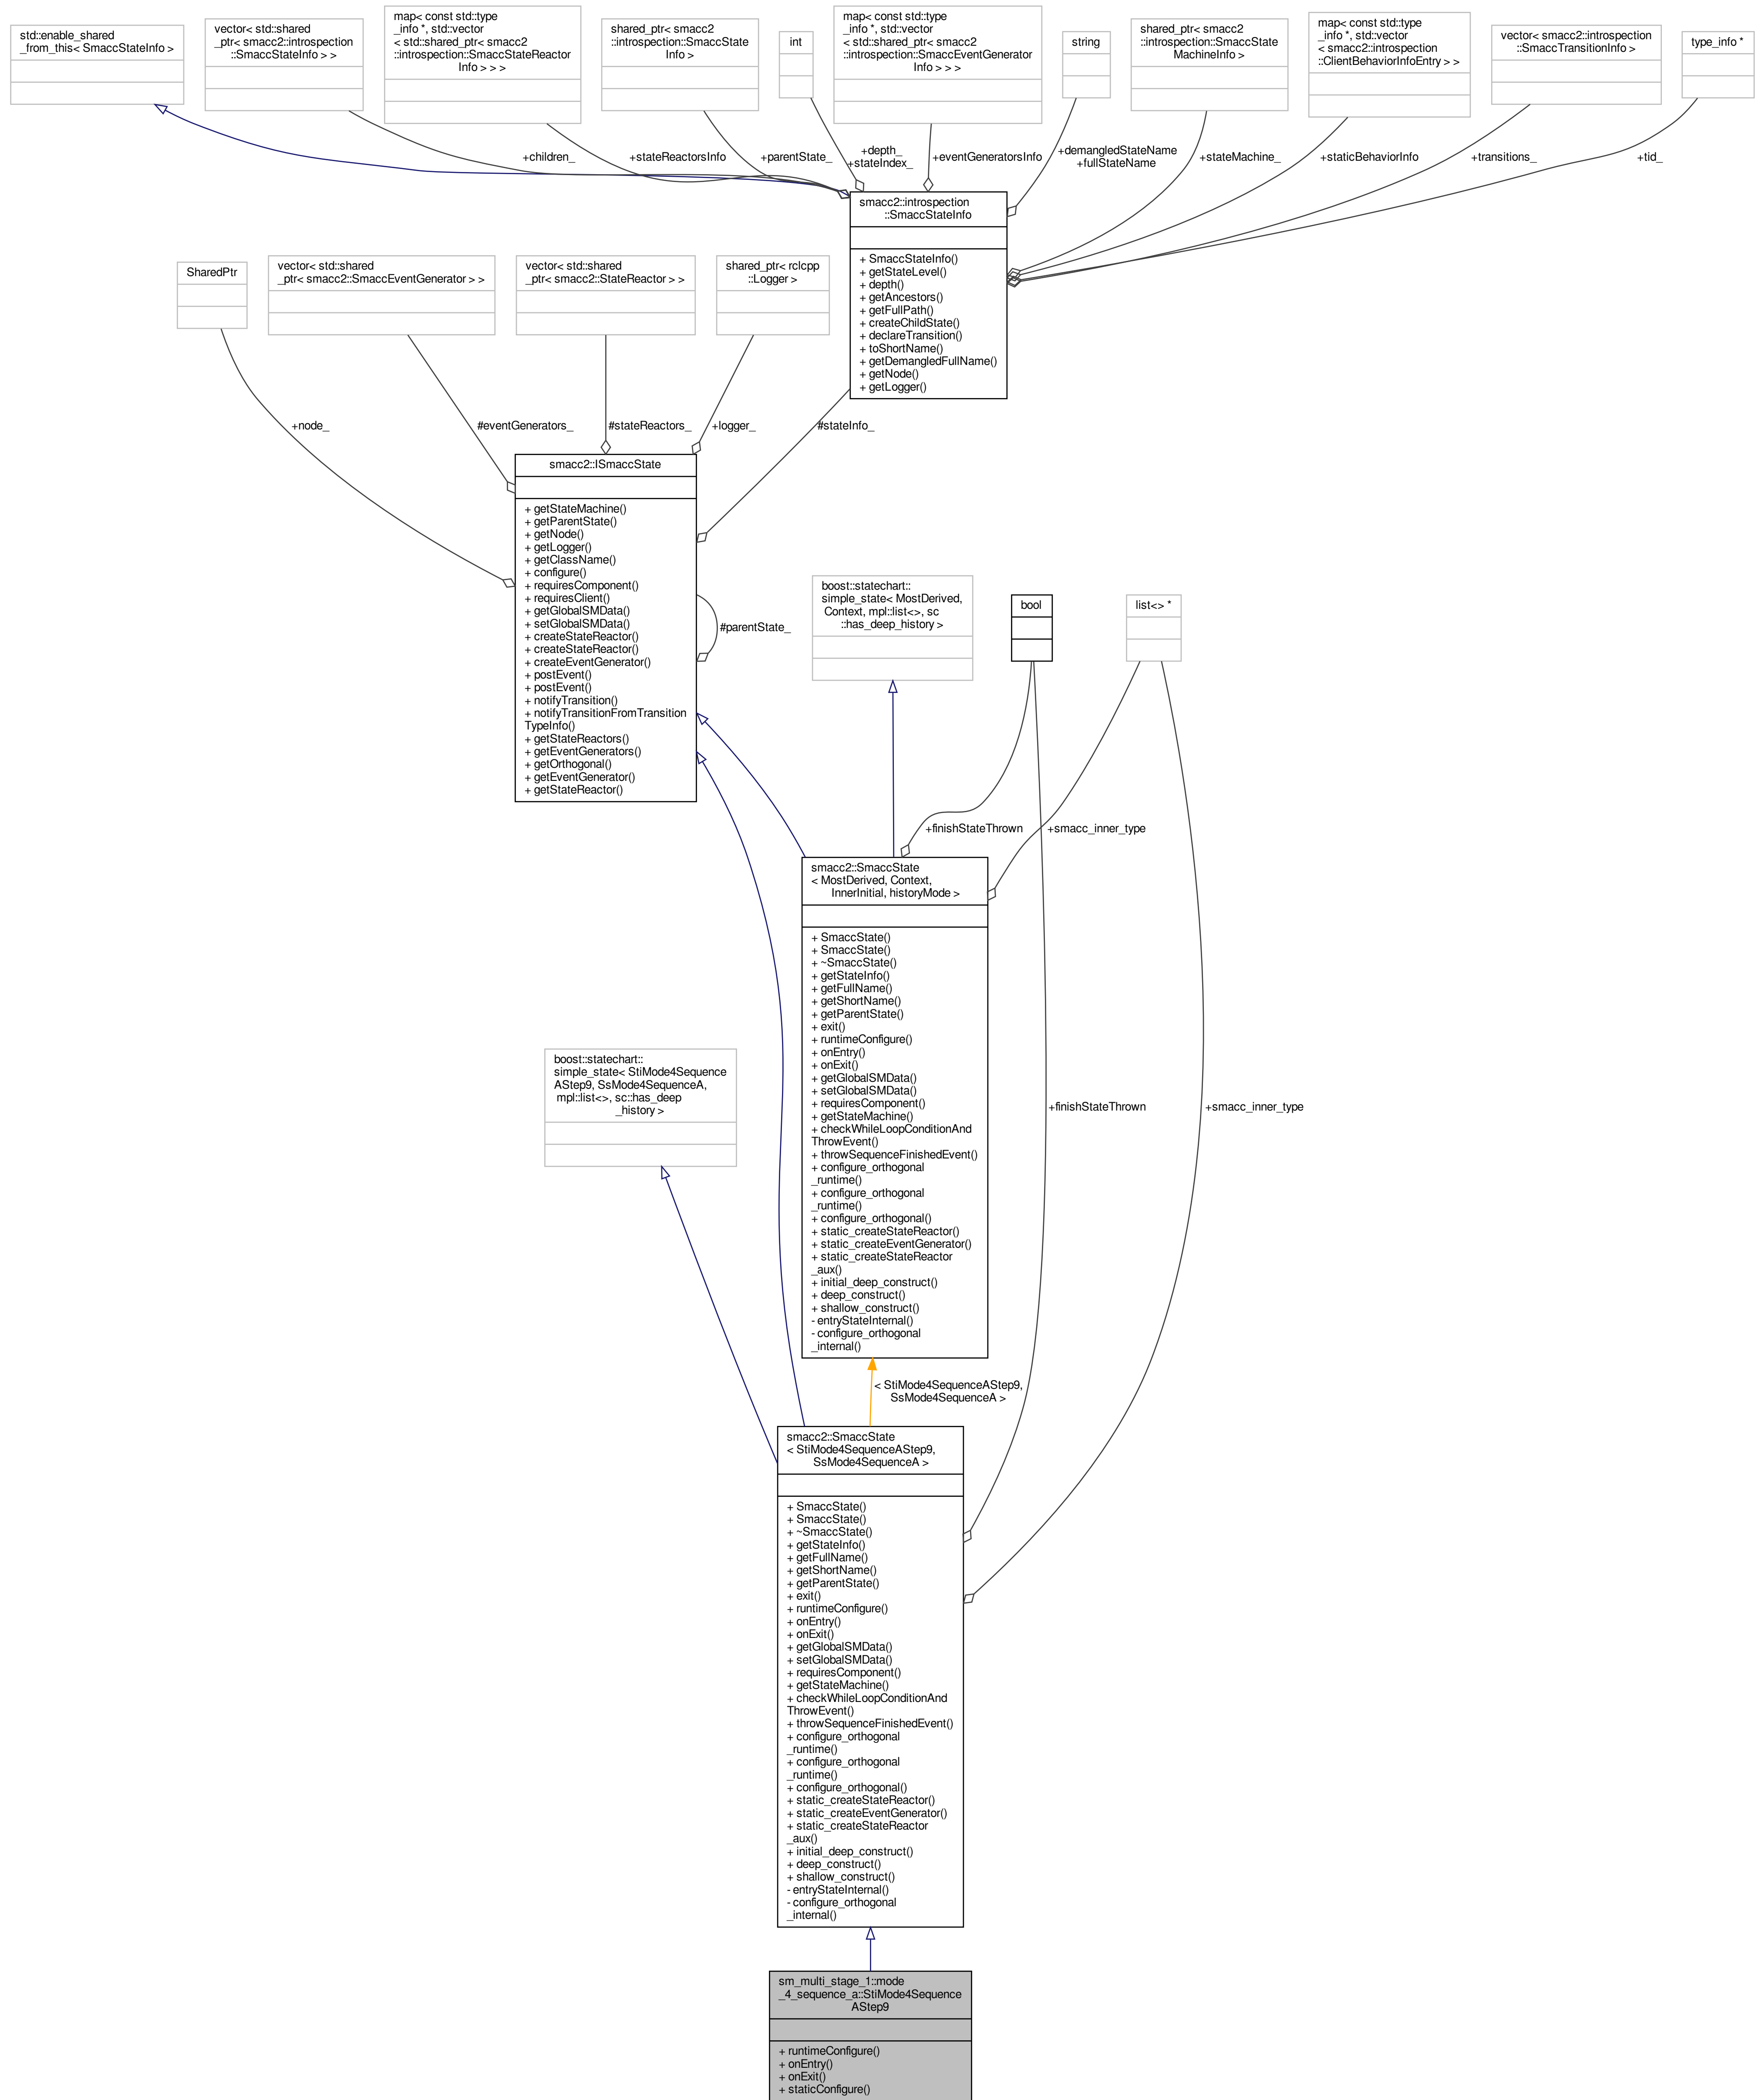 std::enable_shared
_from_this< SmaccStateInfo >
vector< std::shared
_ptr< smacc2::introspection
::SmaccStateInfo > >
map< const std::type
_info *, std::vector
< std::shared_ptr< smacc2
::introspection::SmaccStateReactor
Info > > >
shared_ptr< smacc2
::introspection::SmaccState
Info >
int
map< const std::type
_info *, std::vector
< std::shared_ptr< smacc2
::introspection::SmaccEventGenerator
Info > > >
string
shared_ptr< smacc2
::introspection::SmaccState
MachineInfo >
map< const std::type
_info *, std::vector
< smacc2::introspection
::ClientBehaviorInfoEntry > >
vector< smacc2::introspection
::SmaccTransitionInfo >
type_info *
+children_
+stateReactorsInfo
+parentState_
+depth_
+stateIndex_
+eventGeneratorsInfo
+demangledStateName
+fullStateName
+stateMachine_
+staticBehaviorInfo
+transitions_
+tid_
smacc2::introspection
::SmaccStateInfo
+ SmaccStateInfo()
+ getStateLevel()
+ depth()
+ getAncestors()
+ getFullPath()
+ createChildState()
+ declareTransition()
+ toShortName()
+ getDemangledFullName()
+ getNode()
+ getLogger()
SharedPtr
vector< std::shared
_ptr< smacc2::SmaccEventGenerator > >
vector< std::shared
_ptr< smacc2::StateReactor > >
shared_ptr< rclcpp
::Logger >
+node_
#eventGenerators_
#stateReactors_
+logger_
#stateInfo_
smacc2::ISmaccState
+ getStateMachine()
+ getParentState()
+ getNode()
+ getLogger()
+ getClassName()
+ configure()
+ requiresComponent()
+ requiresClient()
+ getGlobalSMData()
+ setGlobalSMData()
+ createStateReactor()
+ createStateReactor()
+ createEventGenerator()
+ postEvent()
+ postEvent()
+ notifyTransition()
+ notifyTransitionFromTransition
TypeInfo()
+ getStateReactors()
+ getEventGenerators()
+ getOrthogonal()
+ getEventGenerator()
+ getStateReactor()
#parentState_
boost::statechart::
simple_state< MostDerived,
Context, mpl::list<>, sc
::has_deep_history >
bool
list<> *
+finishStateThrown
+smacc_inner_type
smacc2::SmaccState
< MostDerived, Context,
InnerInitial, historyMode >
+ SmaccState()
+ SmaccState()
+ ~SmaccState()
+ getStateInfo()
+ getFullName()
+ getShortName()
+ getParentState()
+ exit()
+ runtimeConfigure()
+ onEntry()
+ onExit()
+ getGlobalSMData()
+ setGlobalSMData()
+ requiresComponent()
+ getStateMachine()
+ checkWhileLoopConditionAnd
ThrowEvent()
+ throwSequenceFinishedEvent()
+ configure_orthogonal
_runtime()
+ configure_orthogonal
_runtime()
+ configure_orthogonal()
+ static_createStateReactor()
+ static_createEventGenerator()
+ static_createStateReactor
_aux()
+ initial_deep_construct()
+ deep_construct()
+ shallow_construct()
- entryStateInternal()
- configure_orthogonal
_internal()
boost::statechart::
simple_state< StiMode4Sequence
AStep9, SsMode4SequenceA,
mpl::list<>, sc::has_deep
_history >
+finishStateThrown
+smacc_inner_type
< StiMode4SequenceAStep9,
SsMode4SequenceA >
smacc2::SmaccState
< StiMode4SequenceAStep9,
SsMode4SequenceA >
+ SmaccState()
+ SmaccState()
+ ~SmaccState()
+ getStateInfo()
+ getFullName()
+ getShortName()
+ getParentState()
+ exit()
+ runtimeConfigure()
+ onEntry()
+ onExit()
+ getGlobalSMData()
+ setGlobalSMData()
+ requiresComponent()
+ getStateMachine()
+ checkWhileLoopConditionAnd
ThrowEvent()
+ throwSequenceFinishedEvent()
+ configure_orthogonal
_runtime()
+ configure_orthogonal
_runtime()
+ configure_orthogonal()
+ static_createStateReactor()
+ static_createEventGenerator()
+ static_createStateReactor
_aux()
+ initial_deep_construct()
+ deep_construct()
+ shallow_construct()
- entryStateInternal()
- configure_orthogonal
_internal()
sm_multi_stage_1::mode
_4_sequence_a::StiMode4Sequence
AStep9
+ runtimeConfigure()
+ onEntry()
+ onExit()
+ staticConfigure()